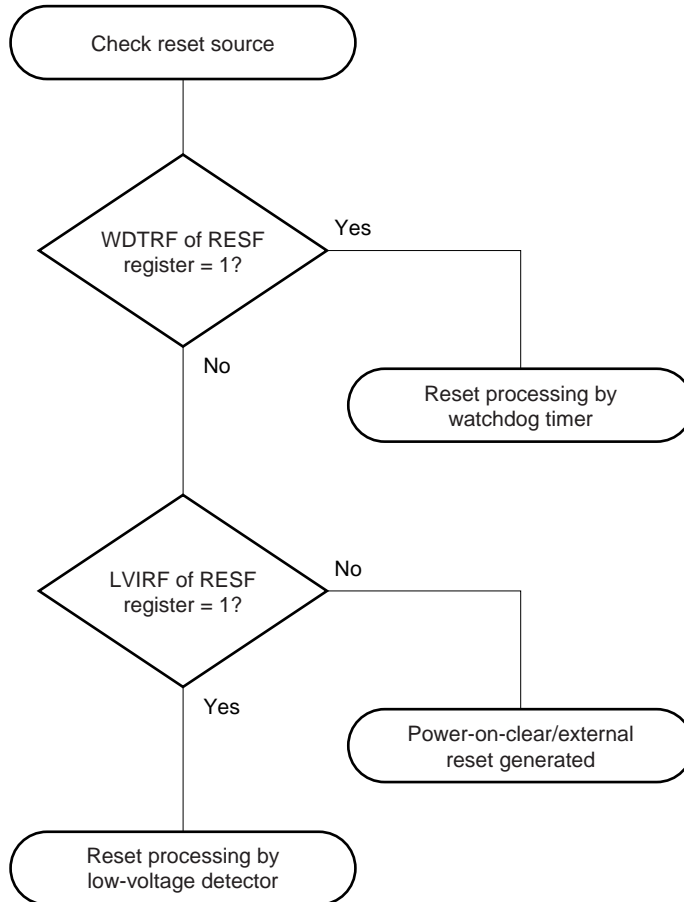 Check reset source
WDTRF of RESF
register = 1?
Yes
No
Reset processing by
watchdog timer
LVIRF of RESF
register = 1?
No
Yes
Power-on-clear/external
reset generated
Reset processing by
low-voltage detector